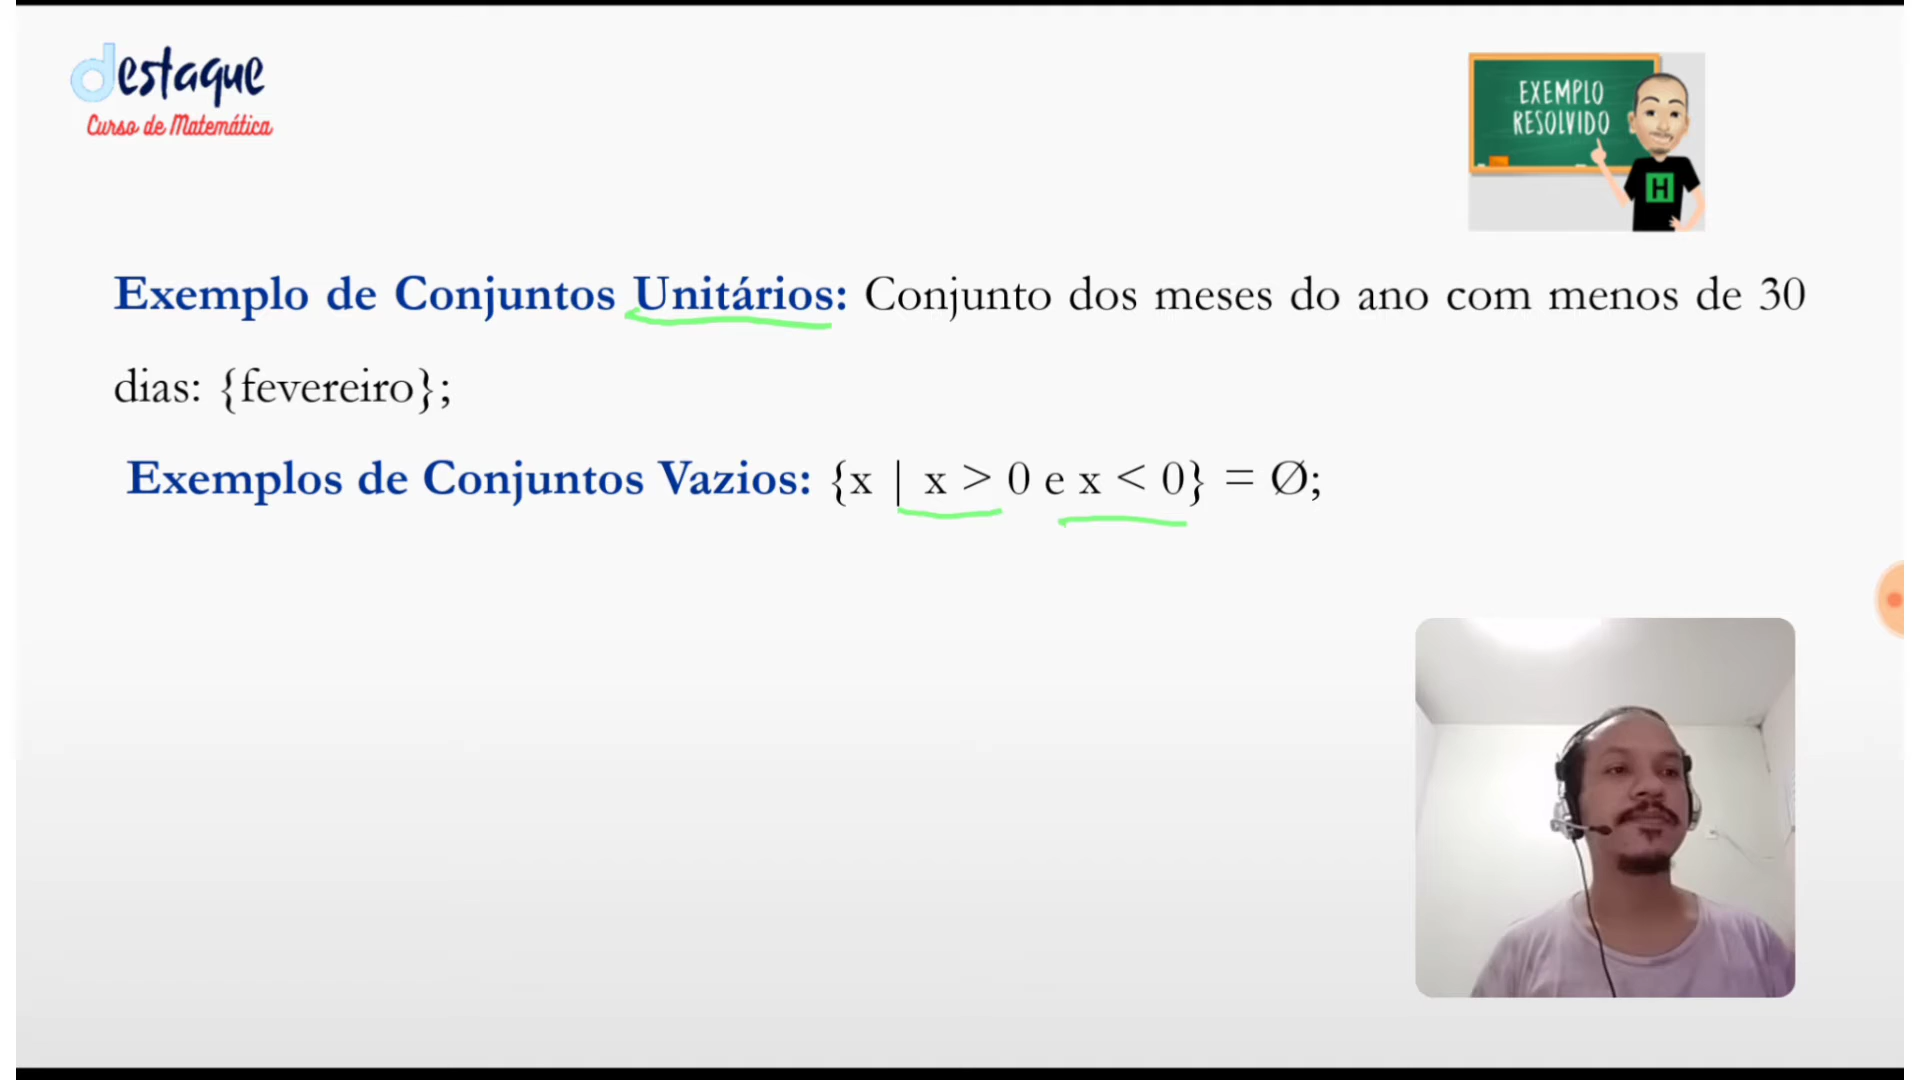 destaque
Curso de Matemática
EXEMPLO
RESOLVIDO
H
Exemplo de Conjuntos Unitários: Conjunto dos meses do ano com menos de 30
dias: {fevereiro};
Exemplos de Conjuntos Vazios: {x | x > 0 e x < 0} = Ø;